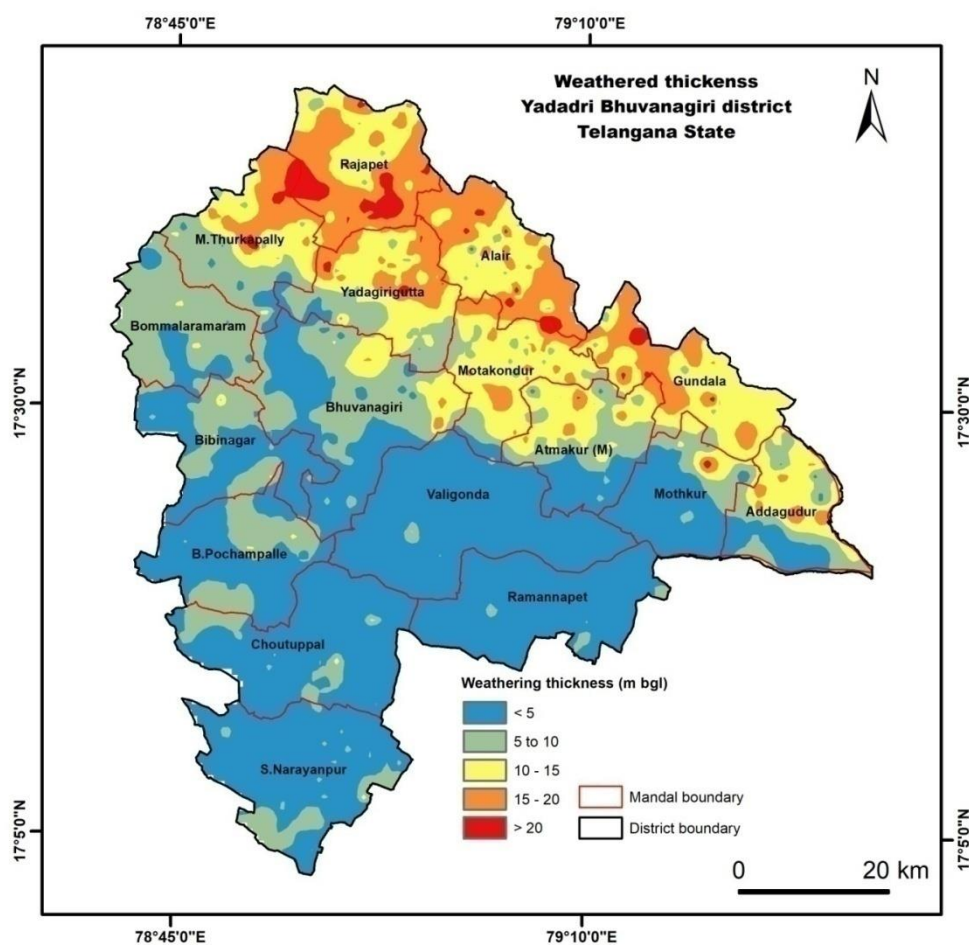 78°45'0"E
79°10'0"E
Weathered thickenss
Yadadri Bhuvanagiri district
Telangana State
N
Rajapet
M.Thurkapally
Alair
Yadagirigutta
Bommalaramaram
Motakondur
Gundala
17°30'0"N
17°30'0"N
Bhuvanagiri
Bibinagar
Atmakur (M)
Valigonda
Mothkur
Addagudur
B.Pochampalle
Ramannapet
Choutuppal
Weathering thickness (m bgl)
< 5
5 to 10
10 - 15
15 - 20
> 20
Mandal boundary
District boundary
S.Narayanpur
17°5'0"N
17°5'0"N
0 20 km
78°45'0"E
79°10'0"E